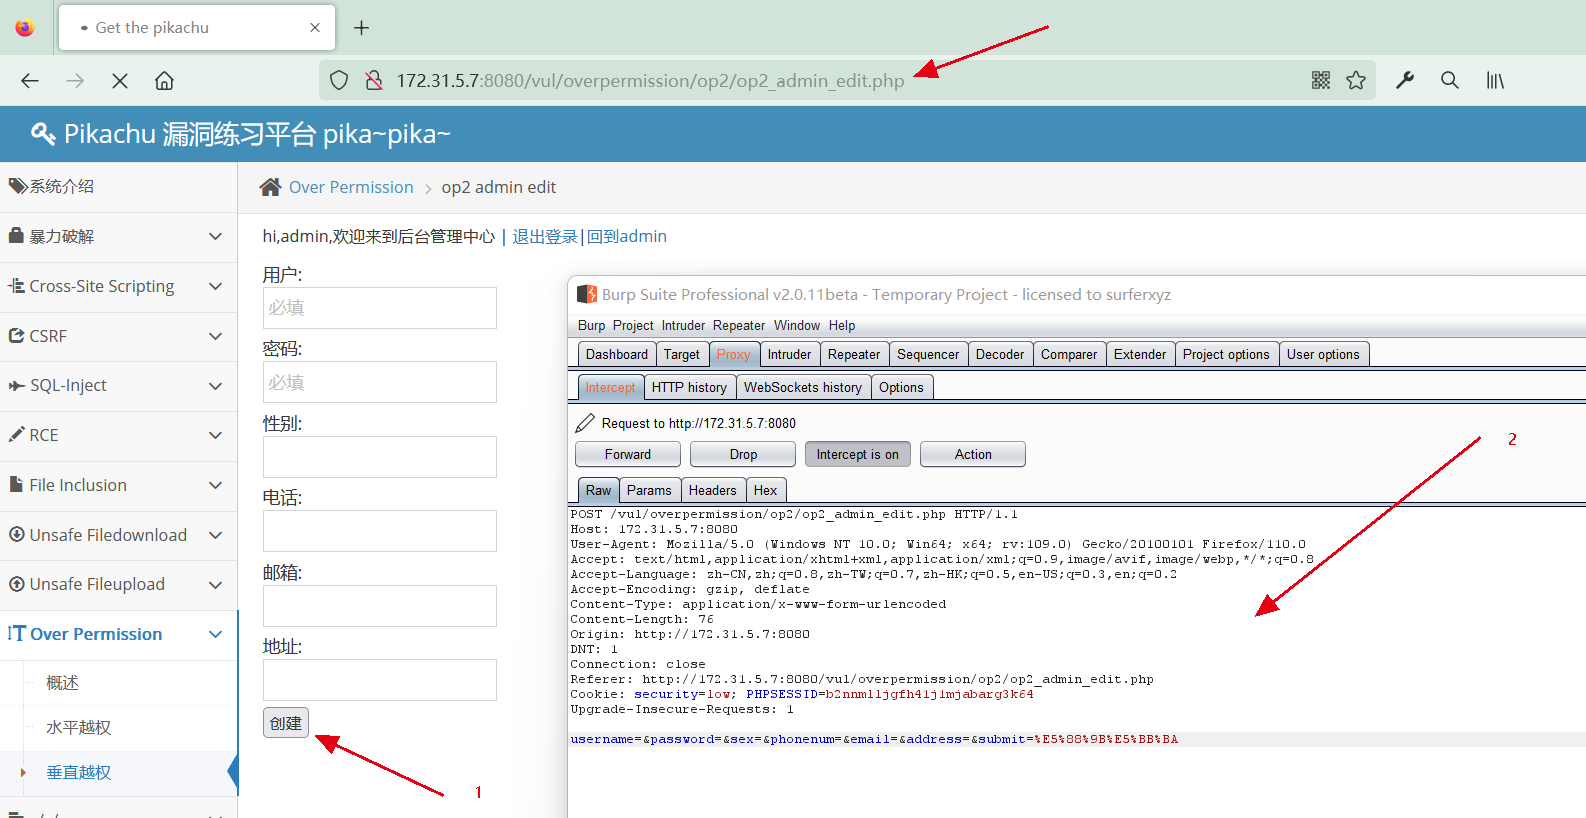 Get the pikachu
172.31.5.7:8080/vul/overpermission/op2/op2_admin_edit.php
Pikachu 漏洞练习平台 pika~pika~
系统介绍
暴力破解
Cross-Site Scripting
CSRF
SQL-Inject
RCE
File Inclusion
Unsafe Filedownload
Unsafe Fileupload
Over Permission
概述
水平越权
垂直越权
Over Permission > op2 admin edit
hi,admin,欢迎来到后台管理中心 | 退出登录|回到admin
用户:
必填
密码:
必填
性别:
电话:
邮箱:
地址:
创建
1
Burp Suite Professional v2.0.11beta - Temporary Project - licensed to surferxyz
Burp Project Intruder Repeater Window Help
Dashboard Target Proxy Intruder Repeater Sequencer Decoder Comparer Extender Project options User options
Intercept HTTP history WebSockets history Options
Request to http://172.31.5.7:8080
Forward Drop Intercept is on Action
2
Raw Params Headers Hex
POST /vul/overpermission/op2/op2_admin_edit.php HTTP/1.1
Host: 172.31.5.7:8080
User-Agent: Mozilla/5.0 (Windows NT 10.0; Win64; x64; rv:109.0) Gecko/20100101 Firefox/110.0
Accept: text/html,application/xhtml+xml,application/xml;q=0.9,image/avif,image/webp,*/*;q=0.8
Accept-Language: zh-CN,zh;q=0.8,zh-TW;q=0.7,zh-HK;q=0.5,en-US;q=0.3,en;q=0.2
Accept-Encoding: gzip, deflate
Content-Type: application/x-www-form-urlencoded
Content-Length: 76
Origin: http://172.31.5.7:8080
DNT: 1
Connection: close
Referer: http://172.31.5.7:8080/vul/overpermission/op2/op2_admin_edit.php
Cookie: security=low; PHPSESSID=b2nnmlljgfh41j1mjabarg3k64
Upgrade-Insecure-Requests: 1
username=&password=&sex=&phonenum=&email=&address=&submit=%E5%88%9B%E5%BB%BA